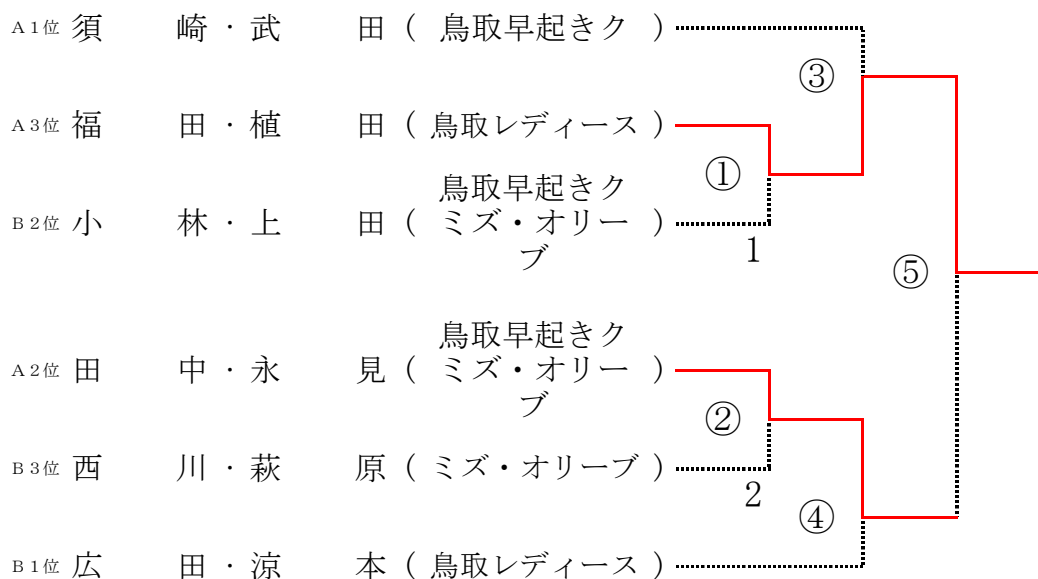 A1位 須 崎・武 田 ( 鳥取早起きク )
③
A3位 福 田・植 田 ( 鳥取レディース )
①
B2位 小 林・上 田 ( 鳥取早起きク
ミズ・オリー
ブ )
1
⑤
A2位 田 中・永 見 ( 鳥取早起きク
ミズ・オリー
ブ )
②
B3位 西 川・萩 原 ( ミズ・オリーブ )
2
④
B1位 広 田・涼 本 ( 鳥取レディース )